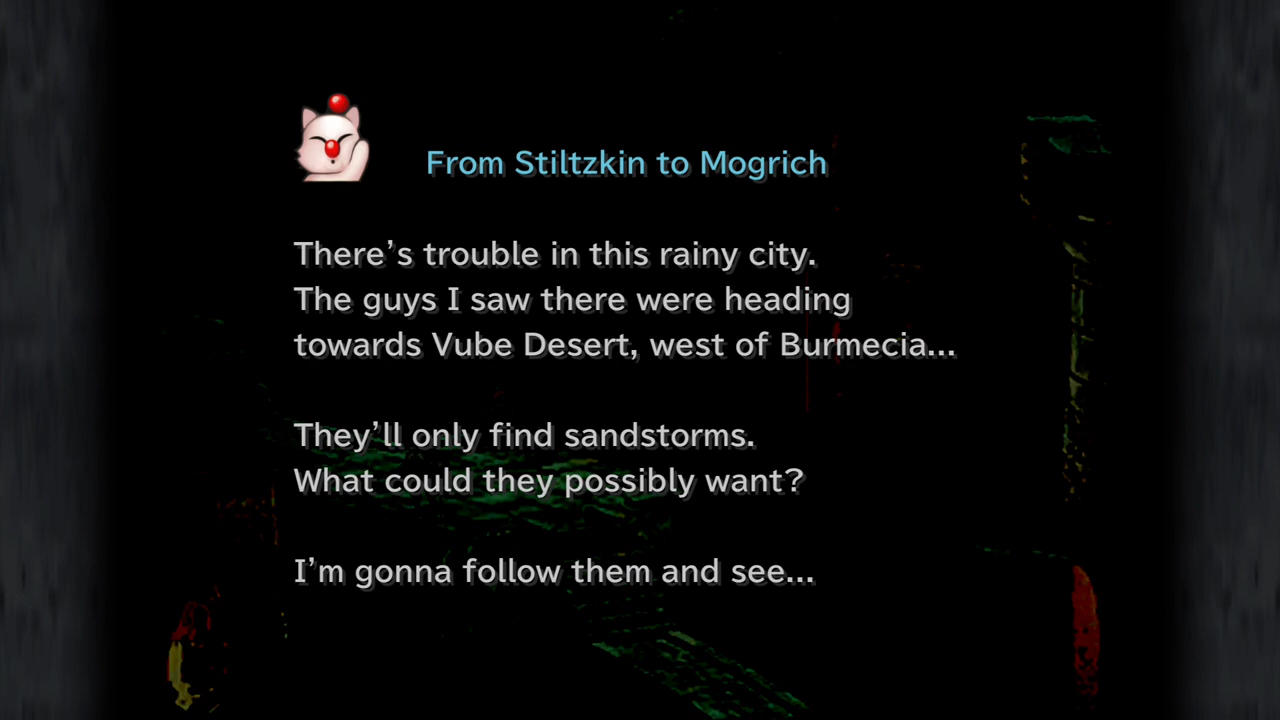 From Stiltzkin to Mogrich
There’s trouble in this rainy city.
The guys I saw there were heading
towards Vube Desert, west of Burmecia...
They’ll only find sandstorms.
What could they possibly want?
I’m gonna follow them and see...